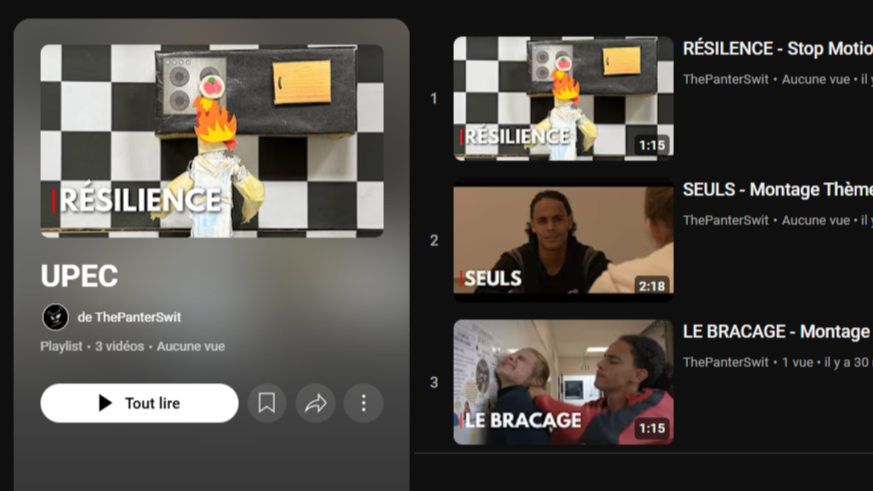 RÉSILIENCE
UPEC
de ThePanterSwit
Playlist • 3 vidéos • Aucune vue
Tout lire
1
RÉSILIENCE
1:15
RÉSILENCE - Stop Motio
ThePanterSwit • Aucune vue • il y
2
SEULS
2:18
SEULS - Montage Thème
ThePanterSwit • Aucune vue • il y
3
LE BRACAGE
1:15
LE BRACAGE - Montage
ThePanterSwit • 1 vue • il y a 30